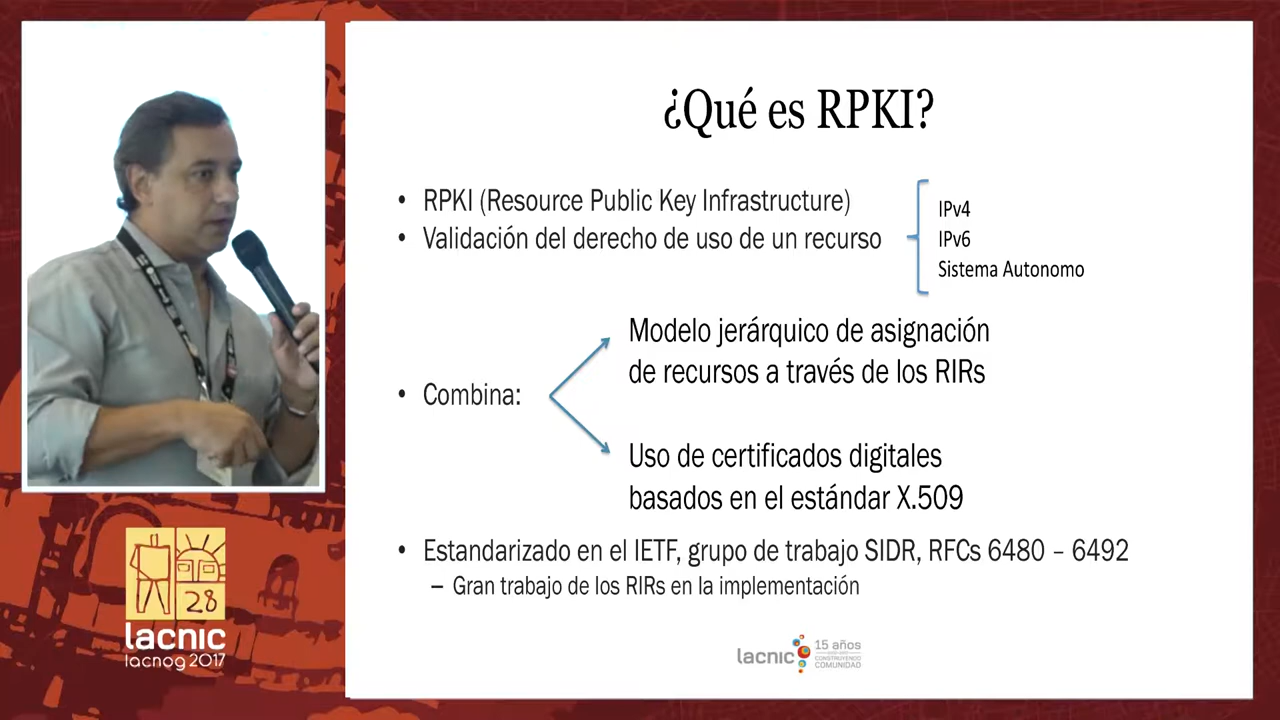 ¿Qué es RPKI?
• RPKI (Resource Public Key Infrastructure)
• Validación del derecho de uso de un recurso
IPv4
IPv6
Sistema Autonomo
• Combina:
Modelo jerárquico de asignación
de recursos a través de los RIRs
Uso de certificados digitales
basados en el estándar X.509
• Estandarizado en el IETF, grupo de trabajo SIDR, RFCs 6480 – 6492
– Gran trabajo de los RIRs en la implementación
lacnic
15 años
CONSTRUYENDO
COMUNIDAD
28
lacnic
lacnog 2017